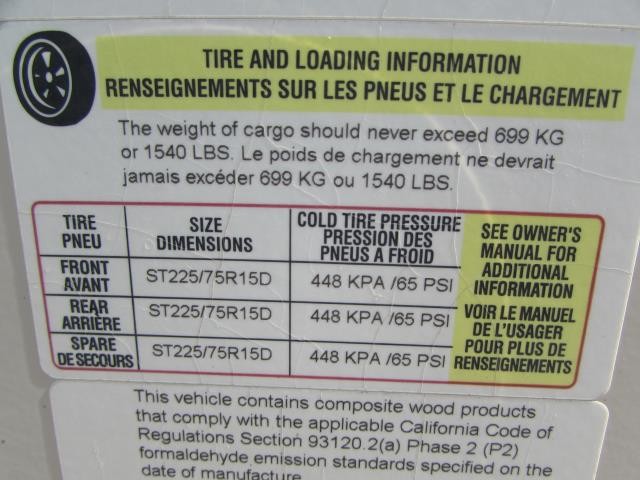 TIRE AND LOADING INFORMATION
RENSEIGNEMENTS SUR LES PNEUS ET LE CHARGEMENT
The weight of cargo should never exceed 699 KG
or 1540 LBS. Le poids de chargement ne devrait
jamais excéder 699 KG ou 1540 LBS.
TIRE
PNEU
SIZE
DIMENSIONS
COLD TIRE PRESSURE
PRESSION DES
PNEUS A FROID
SEE OWNER'S
MANUAL FOR
ADDITIONAL
INFORMATION
VOIR LE MANUEL
DE L'USAGER
POUR PLUS DE
RENSEIGNEMENTS
FRONT
AVANT
ST225/75R15D
448 KPA /65 PSI
REAR
ARRIÈRE
ST225/75R15D
448 KPA /65 PSI
SPARE
DE SECOURS
ST225/75R15D
448 KPA /65 PSI
This vehicle contains composite wood products
that comply with the applicable California Code of
Regulations Section 93120.2(a) Phase 2 (P2)
formaldehyde emission standards specified on the
date of manufacture